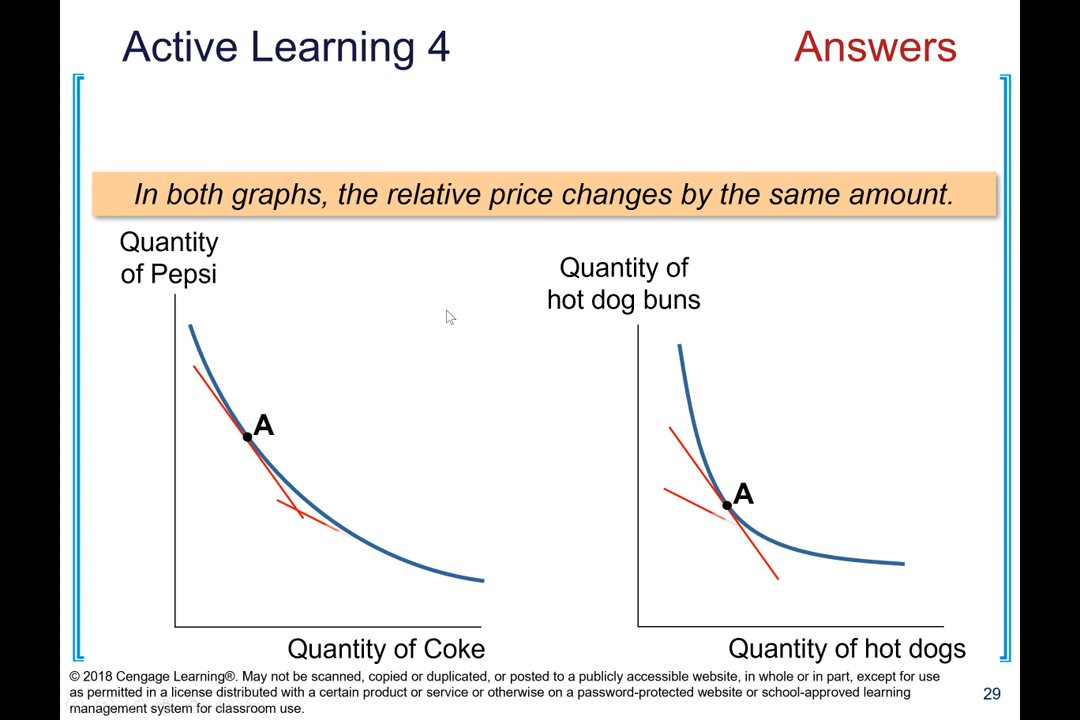 Active Learning 4
Answers
In both graphs, the relative price changes by the same amount.
Quantity
of Pepsi
A
Quantity of Coke
Quantity of
hot dog buns
A
Quantity of hot dogs
© 2018 Cengage Learning®. May not be scanned, copied or duplicated, or posted to a publicly accessible website, in whole or in part, except for use
as permitted in a license distributed with a certain product or service or otherwise on a password-protected website or school-approved learning
management system for classroom use.
29